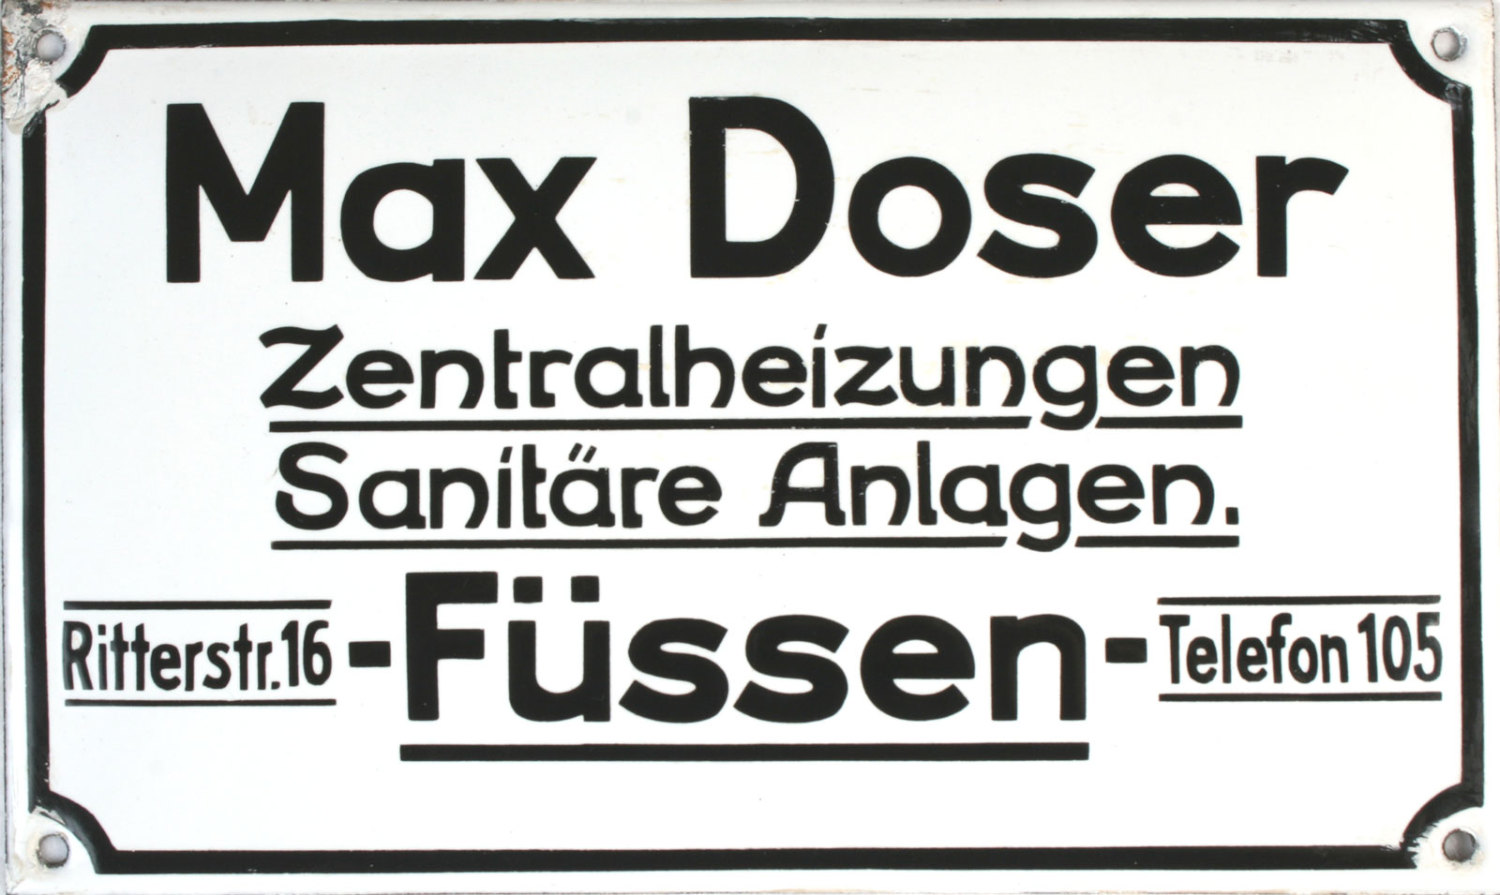 Max Doser
Zentralheizungen
Sanitäre Anlagen.
Ritterstr.16 - Füssen - Telefon 105